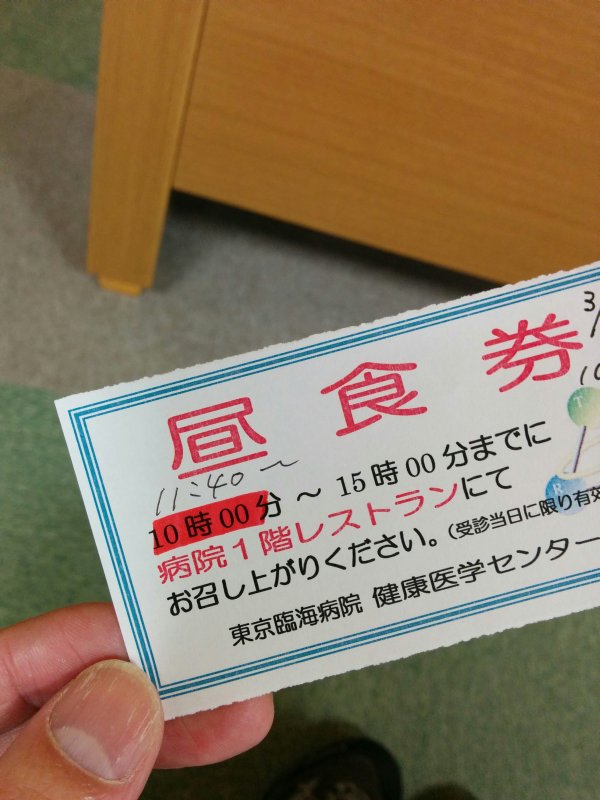 昼食券
11:40~
10時00分 ~ 15時00分までに
病院1階レストランにて
お召し上がりください。(受診当日に限り有効
東京臨海病院 健康医学センター